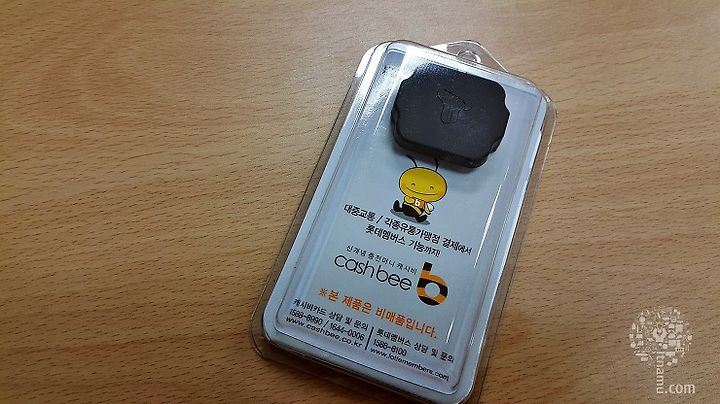 대중교통 / 각종유통가맹점 결제에서
롯데멤버스 기능까지!
신개념 충전머니 캐시비
cashbee b
※본 제품은 비매품입니다.
캐시비카드 상담 및 문의
1588-8990 / 1644-0006
www.cashbee.co.kr
롯데멤버스 상담 및 문의
1588-8100
www.lottemembers.com